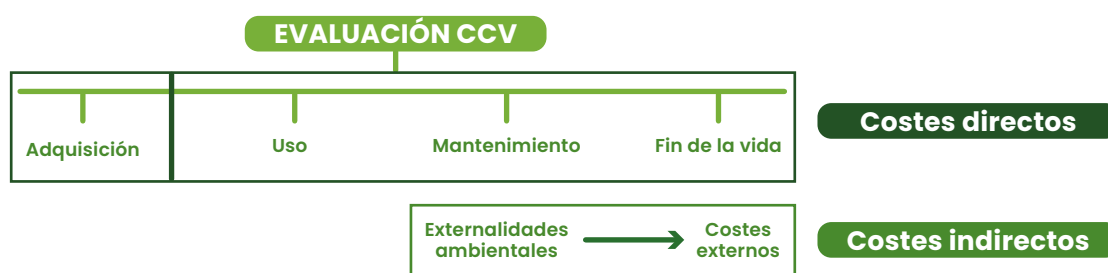 EVALUACIÓN CCV
Adquisición
Uso
Mantenimiento
Fin de la vida
Costes directos
Externalidades
ambientales
Costes
externos
Costes indirectos